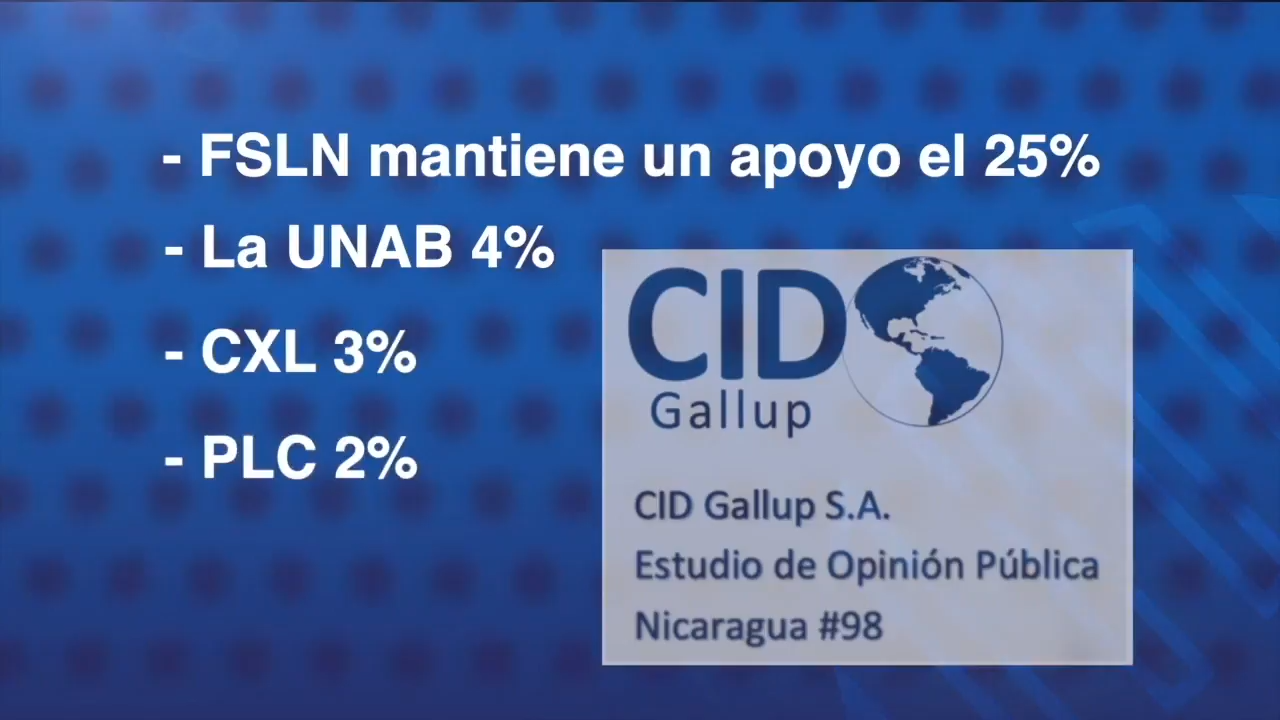 - FSLN mantiene un apoyo el 25%
- La UNAB 4%
- CXL 3%
- PLC 2%
CID
Gallup
CID Gallup S.A.
Estudio de Opinión Pública
Nicaragua #98